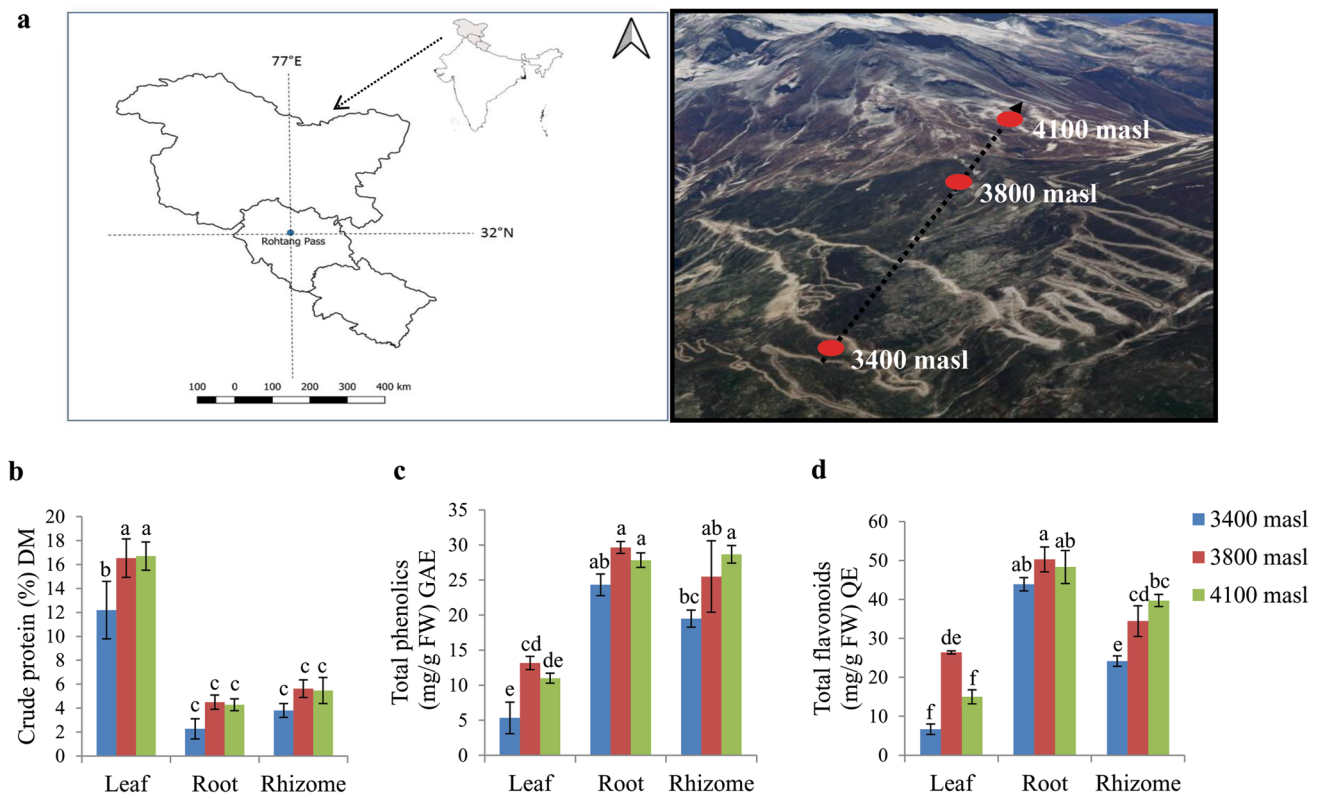 a
77°E
32°N
Rohtang Pass
100 0 100 200 300 400 km
4100 masl
3800 masl
3400 masl
b
Crude protein (%) DM
20
18
16
14
12
10
8
6
4
2
0
b a a
c c c
c c c
Leaf Root Rhizome
c
Total phenolics
(mg/g FW) GAE
35
30
25
20
15
10
5
0
e cd de
ab a a
bc ab a
Leaf Root Rhizome
d
Total flavonoids
(mg/g FW) QE
60
50
40
30
20
10
0
f de f
ab a ab
e cd bc
Leaf Root Rhizome
3400 masl
3800 masl
4100 masl